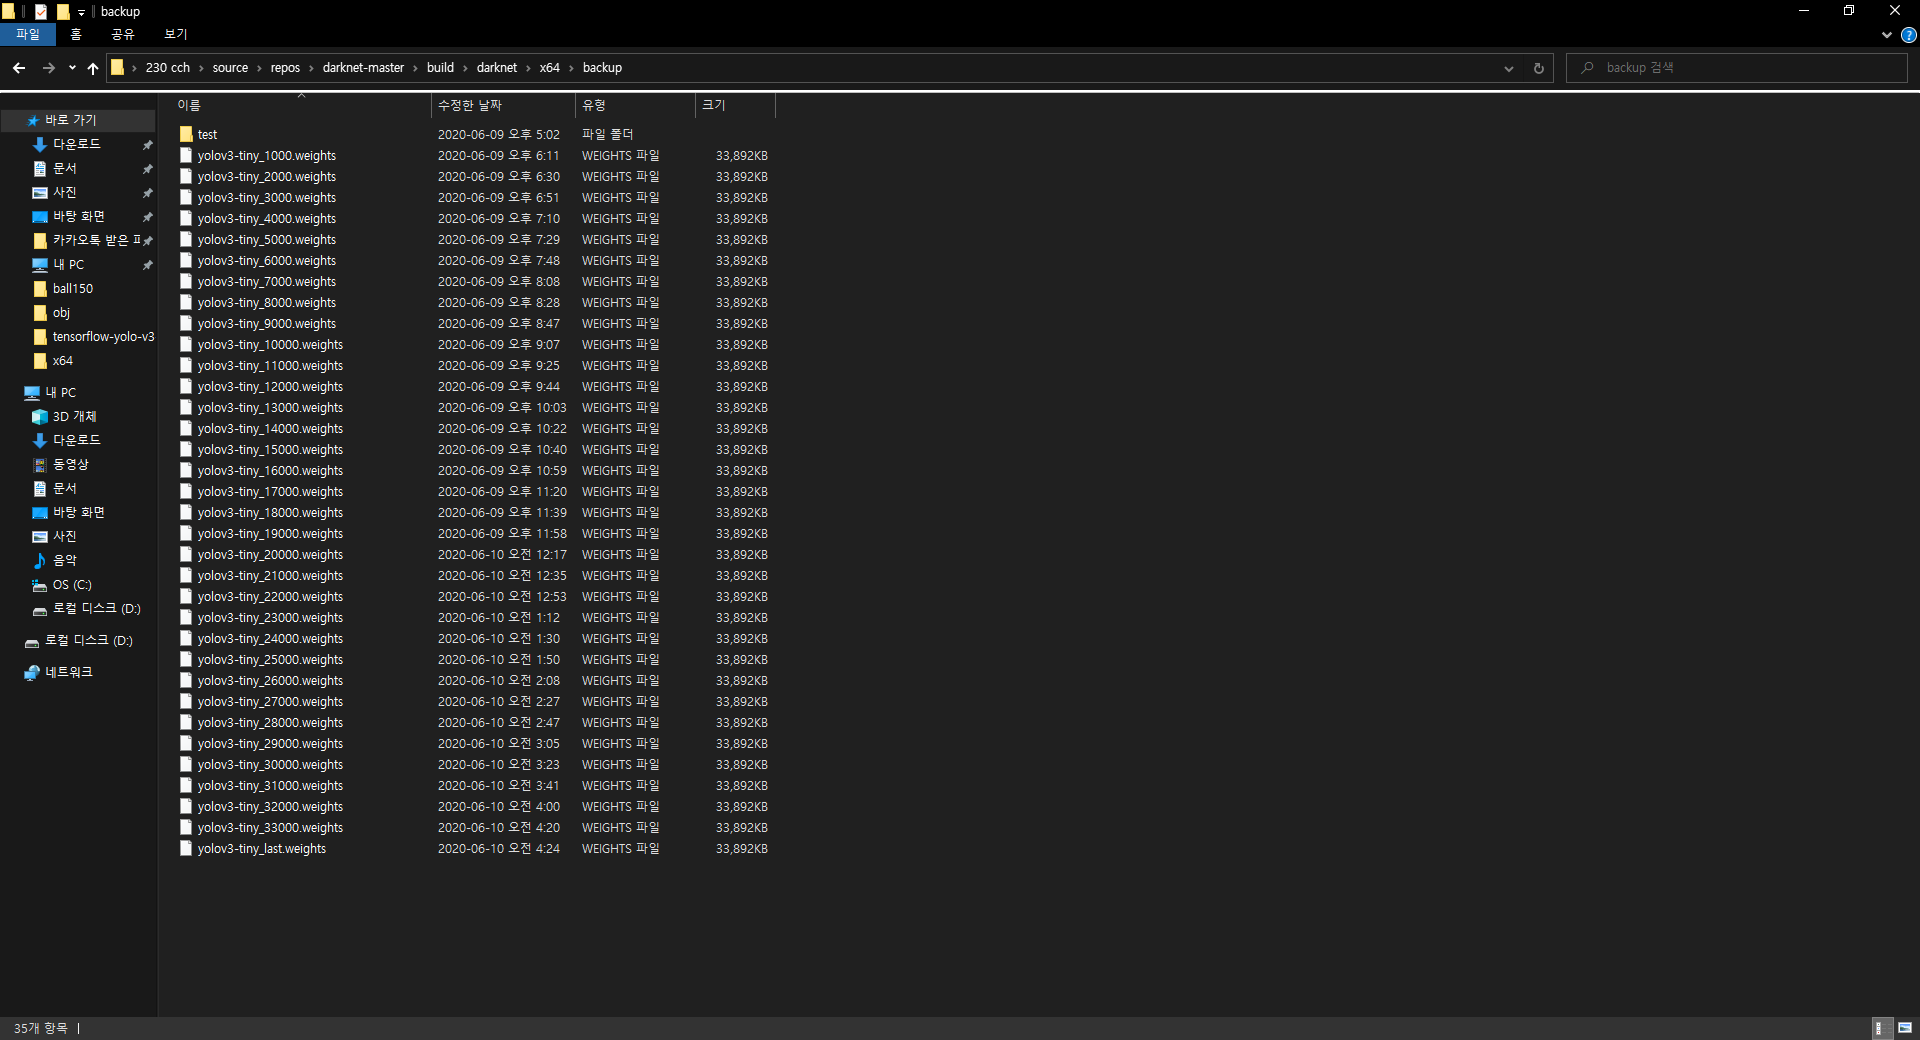 backup
파일 홈 공유 보기
230 cch source repos darknet-master build darknet x64 backup
backup 검색
바로 가기
다운로드
문서
사진
바탕 화면
카카오톡 받은 파
내 PC
ball150
obj
tensorflow-yolo-v3
x64
내 PC
3D 개체
다운로드
동영상
문서
바탕 화면
사진
음악
OS (C:)
로컬 디스크 (D:)
로컬 디스크 (D:)
네트워크
이름 수정한 날짜 유형 크기
test 2020-06-09 오후 5:02 파일 폴더
yolov3-tiny_1000.weights 2020-06-09 오후 6:11 WEIGHTS 파일 33,892KB
yolov3-tiny_2000.weights 2020-06-09 오후 6:30 WEIGHTS 파일 33,892KB
yolov3-tiny_3000.weights 2020-06-09 오후 6:51 WEIGHTS 파일 33,892KB
yolov3-tiny_4000.weights 2020-06-09 오후 7:10 WEIGHTS 파일 33,892KB
yolov3-tiny_5000.weights 2020-06-09 오후 7:29 WEIGHTS 파일 33,892KB
yolov3-tiny_6000.weights 2020-06-09 오후 7:48 WEIGHTS 파일 33,892KB
yolov3-tiny_7000.weights 2020-06-09 오후 8:08 WEIGHTS 파일 33,892KB
yolov3-tiny_8000.weights 2020-06-09 오후 8:28 WEIGHTS 파일 33,892KB
yolov3-tiny_9000.weights 2020-06-09 오후 8:47 WEIGHTS 파일 33,892KB
yolov3-tiny_10000.weights 2020-06-09 오후 9:07 WEIGHTS 파일 33,892KB
yolov3-tiny_11000.weights 2020-06-09 오후 9:25 WEIGHTS 파일 33,892KB
yolov3-tiny_12000.weights 2020-06-09 오후 9:44 WEIGHTS 파일 33,892KB
yolov3-tiny_13000.weights 2020-06-09 오후 10:03 WEIGHTS 파일 33,892KB
yolov3-tiny_14000.weights 2020-06-09 오후 10:22 WEIGHTS 파일 33,892KB
yolov3-tiny_15000.weights 2020-06-09 오후 10:40 WEIGHTS 파일 33,892KB
yolov3-tiny_16000.weights 2020-06-09 오후 10:59 WEIGHTS 파일 33,892KB
yolov3-tiny_17000.weights 2020-06-09 오후 11:20 WEIGHTS 파일 33,892KB
yolov3-tiny_18000.weights 2020-06-09 오후 11:39 WEIGHTS 파일 33,892KB
yolov3-tiny_19000.weights 2020-06-09 오후 11:58 WEIGHTS 파일 33,892KB
yolov3-tiny_20000.weights 2020-06-10 오전 12:17 WEIGHTS 파일 33,892KB
yolov3-tiny_21000.weights 2020-06-10 오전 12:35 WEIGHTS 파일 33,892KB
yolov3-tiny_22000.weights 2020-06-10 오전 12:53 WEIGHTS 파일 33,892KB
yolov3-tiny_23000.weights 2020-06-10 오전 1:12 WEIGHTS 파일 33,892KB
yolov3-tiny_24000.weights 2020-06-10 오전 1:30 WEIGHTS 파일 33,892KB
yolov3-tiny_25000.weights 2020-06-10 오전 1:50 WEIGHTS 파일 33,892KB
yolov3-tiny_26000.weights 2020-06-10 오전 2:08 WEIGHTS 파일 33,892KB
yolov3-tiny_27000.weights 2020-06-10 오전 2:27 WEIGHTS 파일 33,892KB
yolov3-tiny_28000.weights 2020-06-10 오전 2:47 WEIGHTS 파일 33,892KB
yolov3-tiny_29000.weights 2020-06-10 오전 3:05 WEIGHTS 파일 33,892KB
yolov3-tiny_30000.weights 2020-06-10 오전 3:23 WEIGHTS 파일 33,892KB
yolov3-tiny_31000.weights 2020-06-10 오전 3:41 WEIGHTS 파일 33,892KB
yolov3-tiny_32000.weights 2020-06-10 오전 4:00 WEIGHTS 파일 33,892KB
yolov3-tiny_33000.weights 2020-06-10 오전 4:20 WEIGHTS 파일 33,892KB
yolov3-tiny_last.weights 2020-06-10 오전 4:24 WEIGHTS 파일 33,892KB
35개 항목